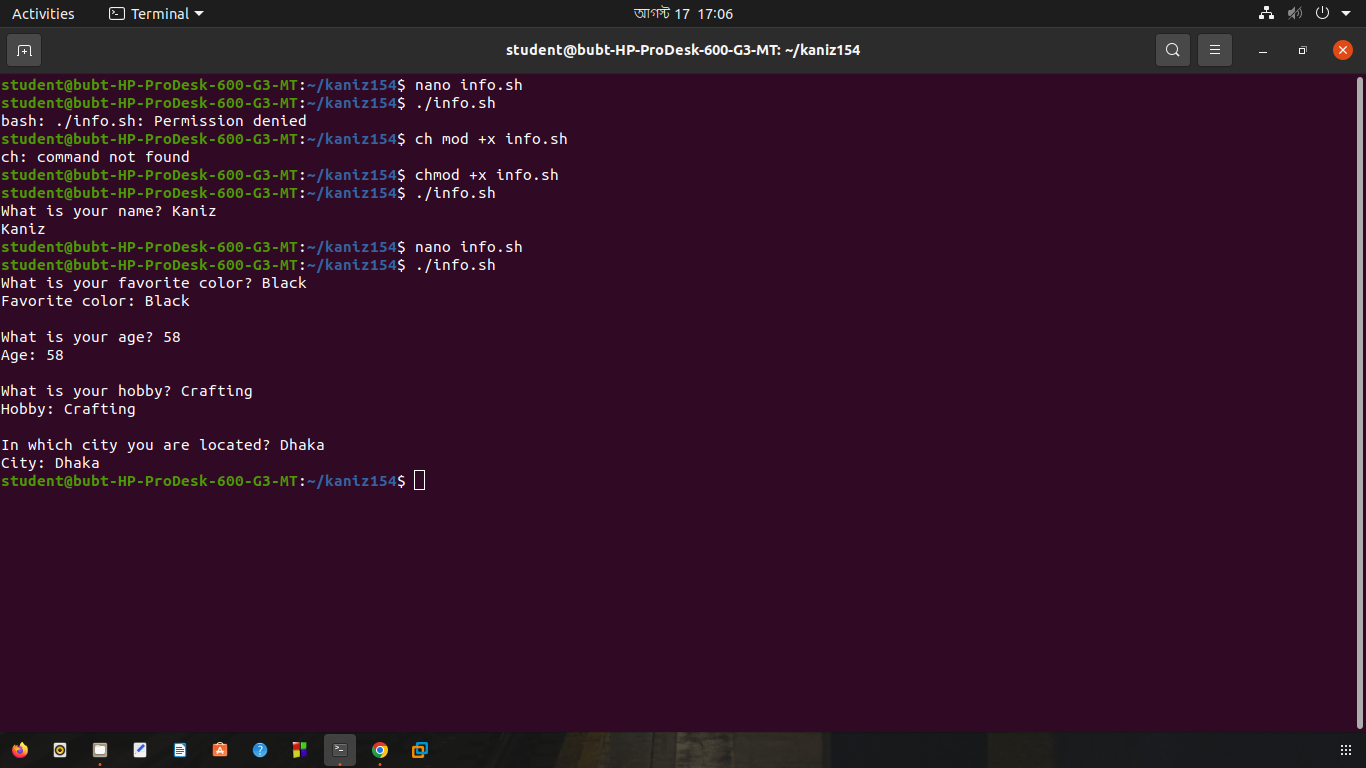 Activities Terminal আগস্ট 17 17:06
student@bubt-HP-ProDesk-600-G3-MT: ~/kaniz154
student@bubt-HP-ProDesk-600-G3-MT:~/kaniz154$ nano info.sh
student@bubt-HP-ProDesk-600-G3-MT:~/kaniz154$ ./info.sh
bash: ./info.sh: Permission denied
student@bubt-HP-ProDesk-600-G3-MT:~/kaniz154$ ch mod +x info.sh
ch: command not found
student@bubt-HP-ProDesk-600-G3-MT:~/kaniz154$ chmod +x info.sh
student@bubt-HP-ProDesk-600-G3-MT:~/kaniz154$ ./info.sh
What is your name? Kaniz
Kaniz
student@bubt-HP-ProDesk-600-G3-MT:~/kaniz154$ nano info.sh
student@bubt-HP-ProDesk-600-G3-MT:~/kaniz154$ ./info.sh
What is your favorite color? Black
Favorite color: Black
What is your age? 58
Age: 58
What is your hobby? Crafting
Hobby: Crafting
In which city you are located? Dhaka
City: Dhaka
student@bubt-HP-ProDesk-600-G3-MT:~/kaniz154$